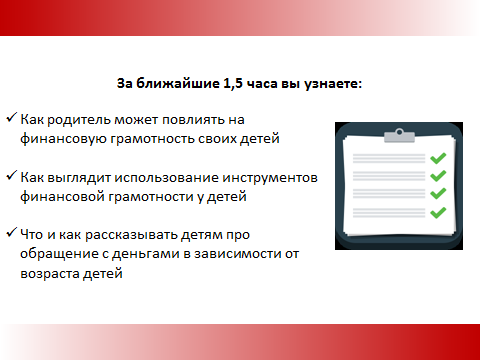 За ближайшие 1,5 часа вы узнаете:
✓ Как родитель может повлиять на
финансовую грамотность своих детей
✓ Как выглядит использование инструментов
финансовой грамотности у детей
✓ Что и как рассказывать детям про
обращение с деньгами в зависимости от
возраста детей